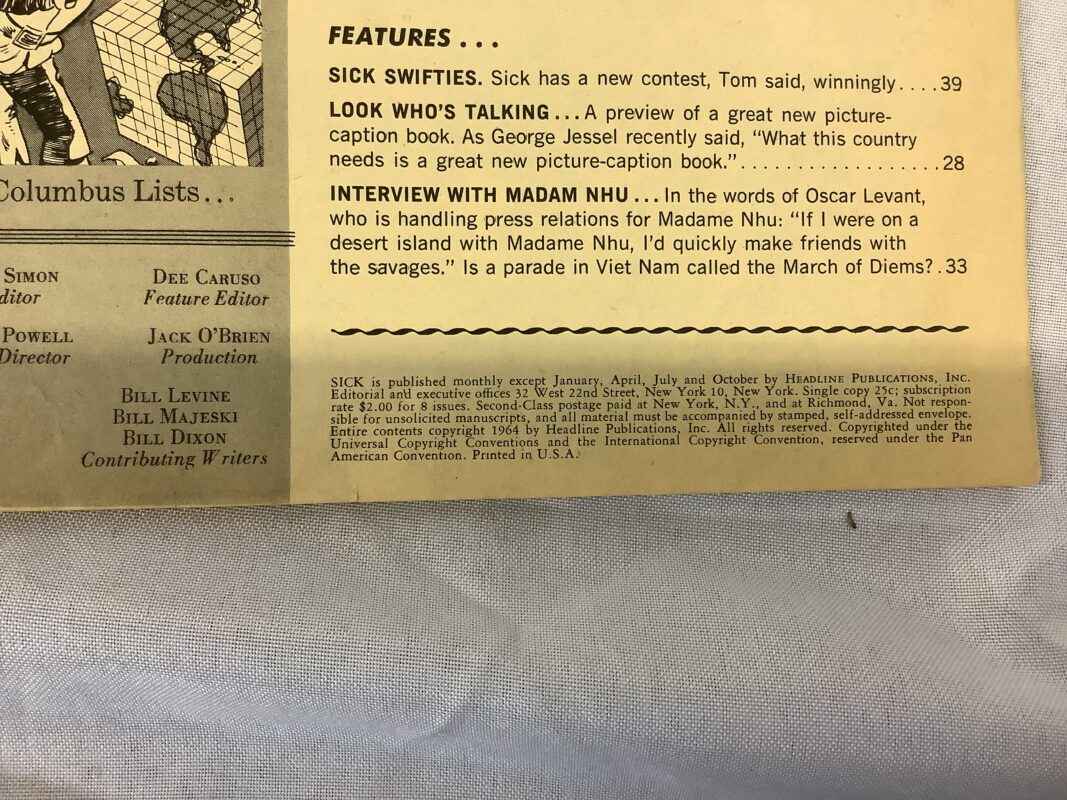 Columbus Lists...
SIMON
ditor
DEE CARUSO
Feature Editor
POWELL
Director
JACK O'BRIEN
Production
BILL LEVINE
BILL MAJESKI
BILL DIXON
Contributing Writers
FEATURES...
SICK SWIFTIES. Sick has a new contest, Tom said, winningly....39
LOOK WHO'S TALKING...A preview of a great new picture-
caption book. As George Jessel recently said, "What this country
needs is a great new picture-caption book."..................28
INTERVIEW WITH MADAM NHU...In the words of Oscar Levant,
who is handling press relations for Madame Nhu: "If I were on a
desert island with Madame Nhu, I'd quickly make friends with
the savages." Is a parade in Viet Nam called the March of Diems?.33
SICK is published monthly except January, April, July and October by HEADLINE PUBLICATIONS, INC.
Editorial and executive offices 32 West 22nd Street, New York 10, New York. Single copy 25c; subscription
rate $2.00 for 8 issues. Second-Class postage paid at New York, N.Y., and at Richmond, Va. Not respon-
sible for unsolicited manuscripts, and all material must be accompanied by stamped, self-addressed envelope.
Entire contents copyright 1964 by Headline Publications, Inc. All rights reserved. Copyrighted under the
Universal Copyright Conventions and the International Copyright Convention, reserved under the Pan
American Convention. Printed in U.S.A.